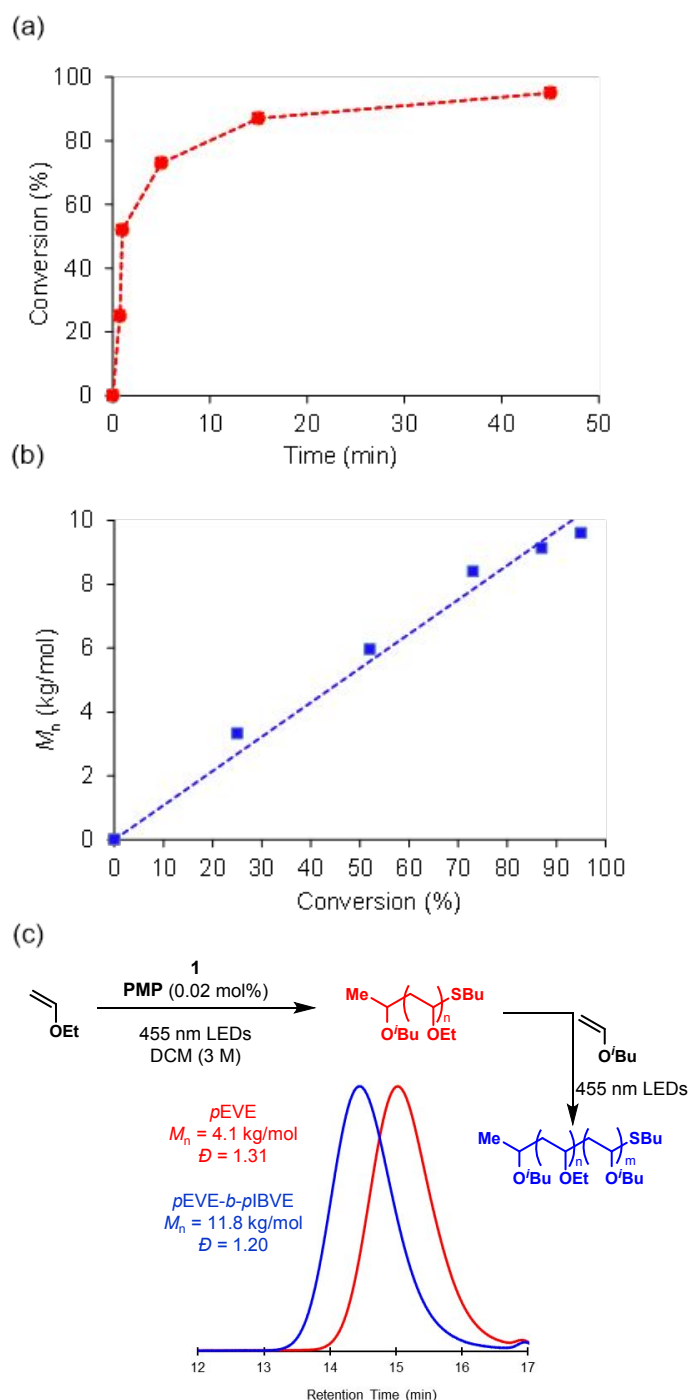 (a)
100
80
60
40
20
0
Conversion (%)
0 10 20 30 40 50
Time (min)
(b)
10
8
6
4
2
0
Mn (kg/mol)
0 10 20 30 40 50 60 70 80 90 100
Conversion (%)
(c)
1
PMP (0.02 mol%)
455 nm LEDs
DCM (3 M)
OEt
Me
SBu
n
OiBu OEt
OiBu
455 nm LEDs
Me
SBu
n m
OiBu OEt OiBu
pEVE
Mn = 4.1 kg/mol
Đ = 1.31
pEVE-b-pIBVE
Mn = 11.8 kg/mol
Đ = 1.20
12 13 14 15 16 17
Retention Time (min)